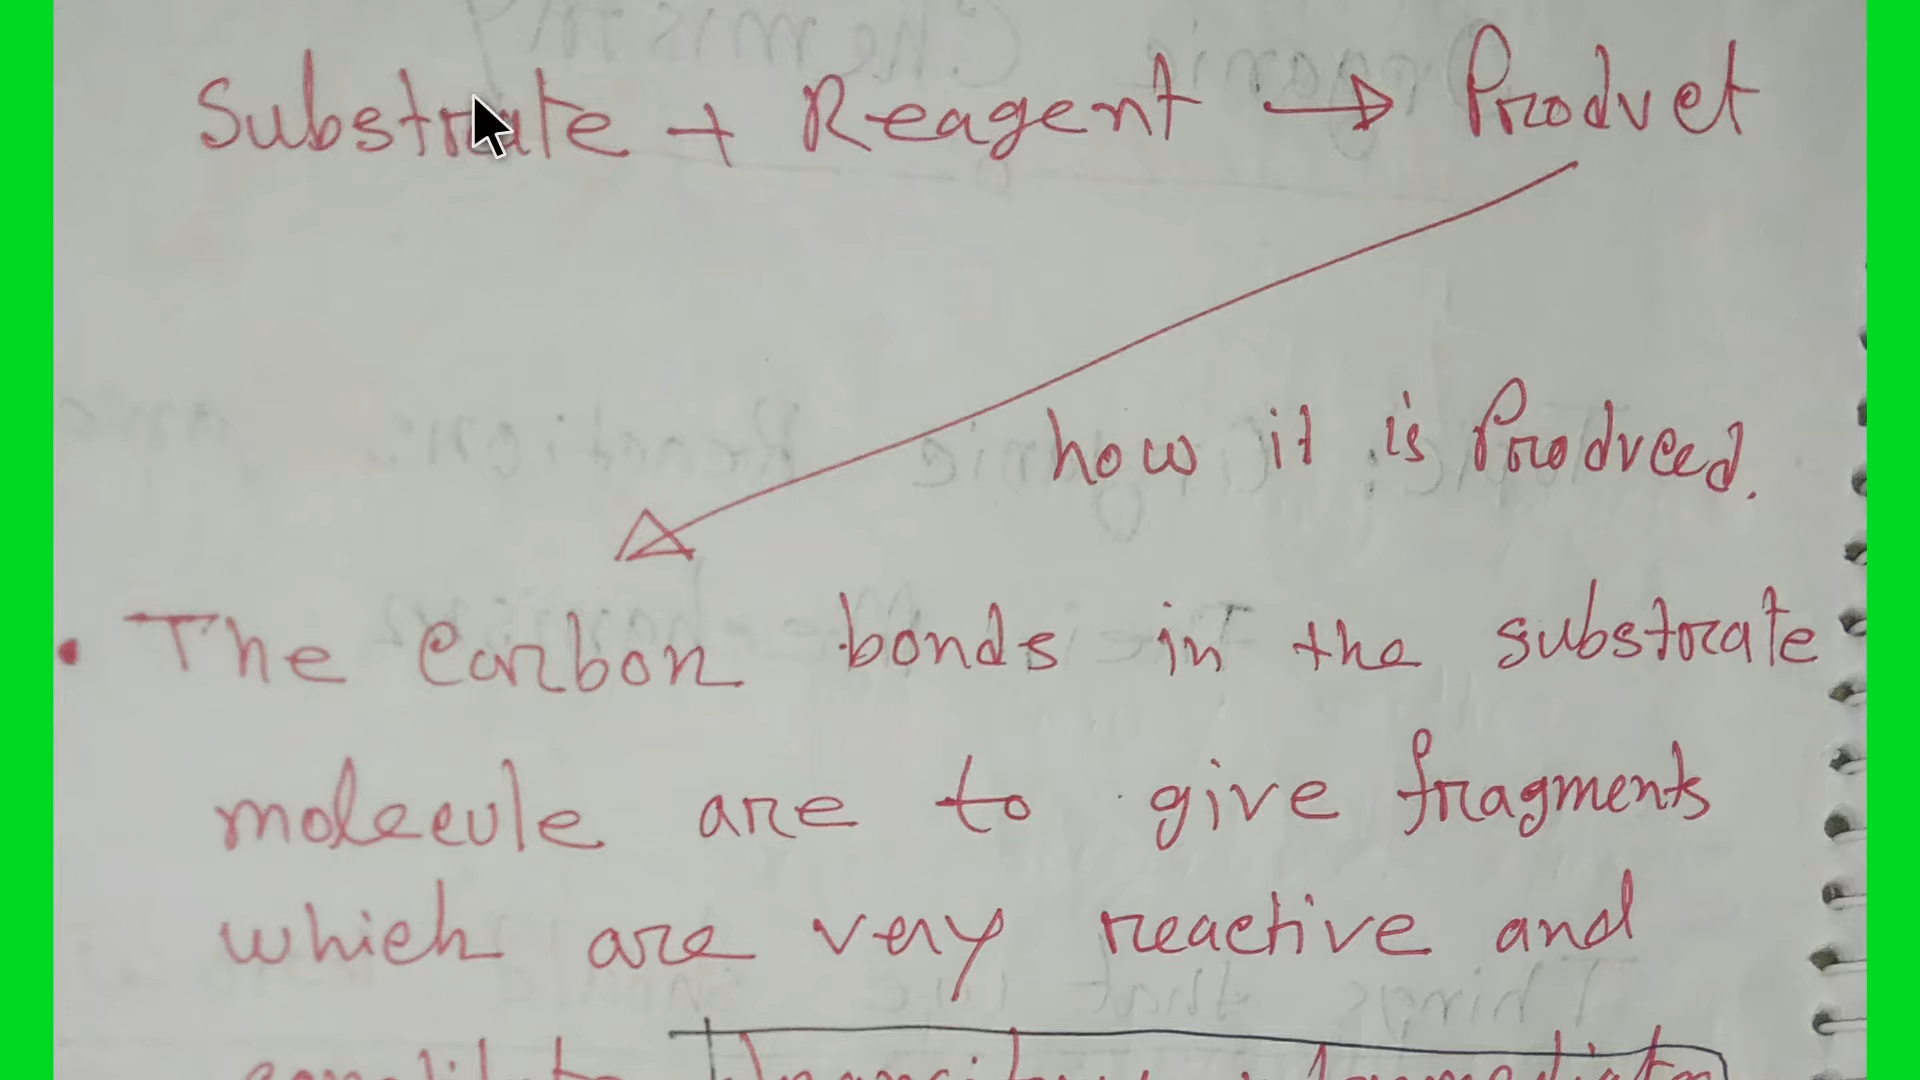 Substrate + Reagent → Product
how it is Produced.
• The Carbon bonds in the substrate
molecule are to give fragments
which are very reactive and